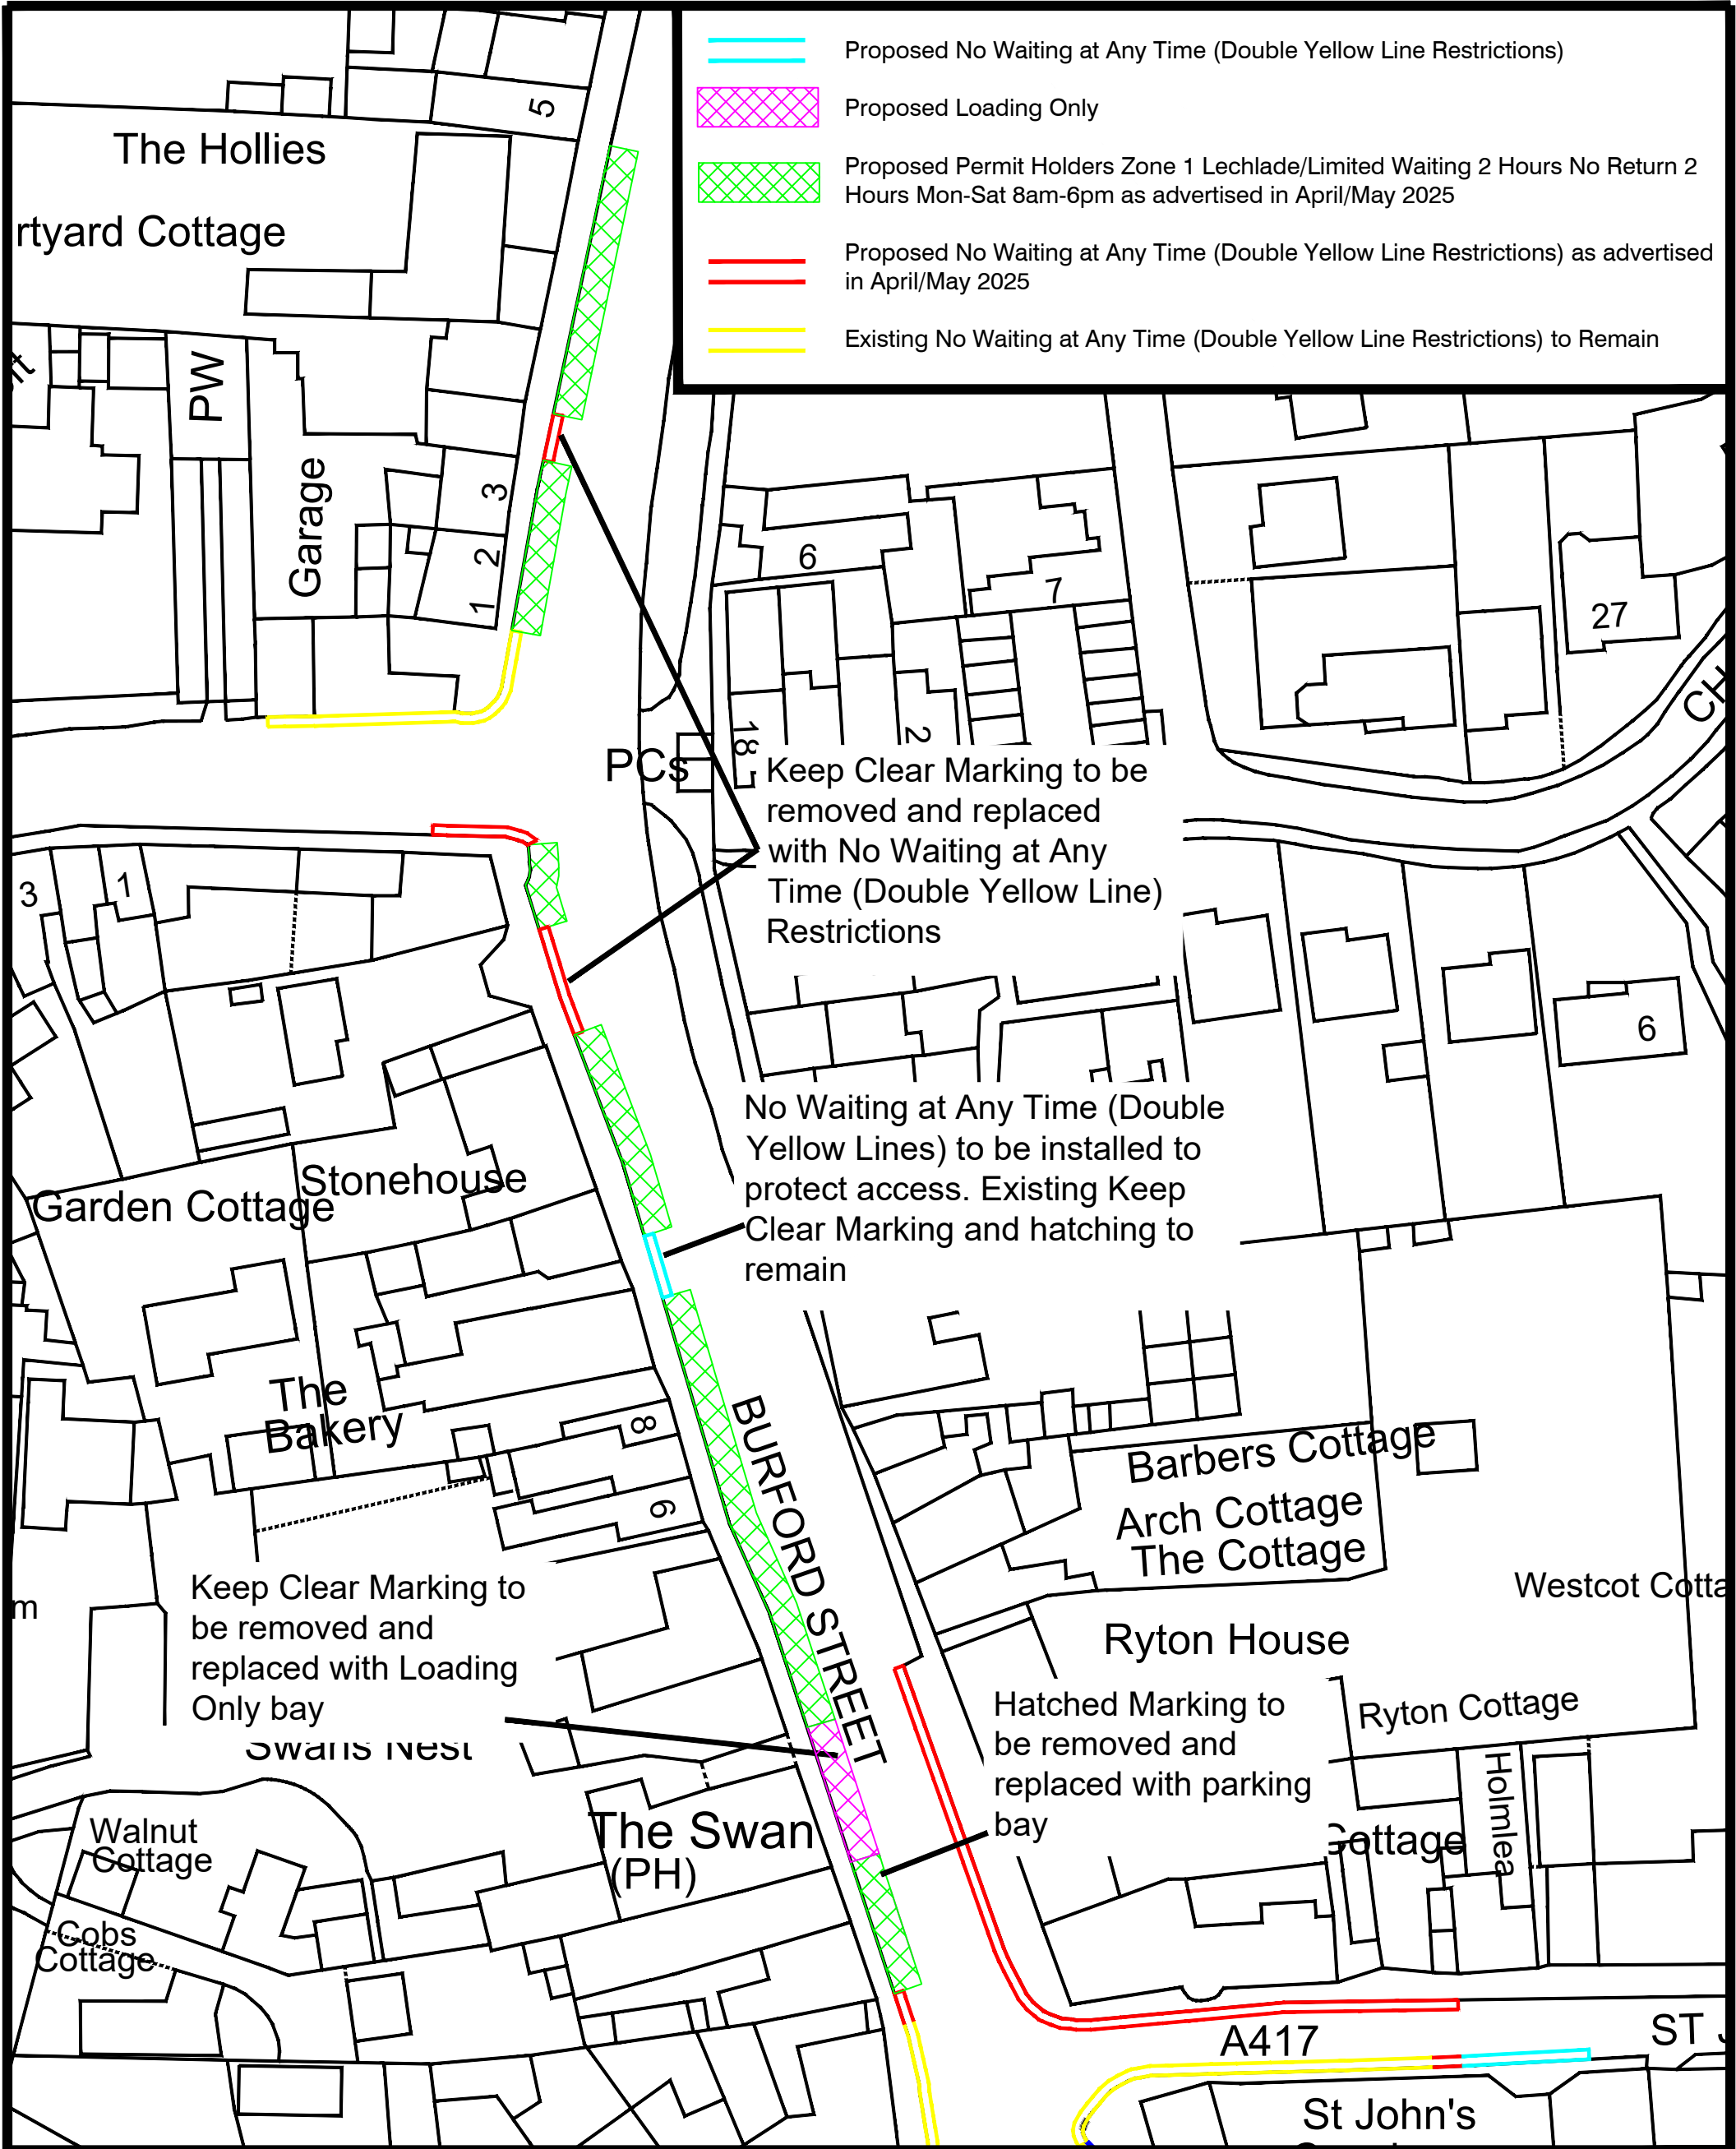 Proposed No Waiting at Any Time (Double Yellow Line Restrictions)
Proposed Loading Only
Proposed Permit Holders Zone 1 Lechlade/Limited Waiting 2 Hours No Return 2
Hours Mon-Sat 8am-6pm as advertised in April/May 2025
Proposed No Waiting at Any Time (Double Yellow Line Restrictions) as advertised
in April/May 2025
Existing No Waiting at Any Time (Double Yellow Line Restrictions) to Remain
5
The Hollies
rtyard Cottage
PW
Garage
3
2
1
6
7
27
CH
18
2
PCs
Keep Clear Marking to be
removed and replaced
with No Waiting at Any
Time (Double Yellow Line)
Restrictions
3
1
6
No Waiting at Any Time (Double
Yellow Lines) to be installed to
protect access. Existing Keep
Clear Marking and hatching to
remain
Stonehouse
Garden Cottage
The
Bakery
8
6
BURFORD STREET
Barbers Cottage
Arch Cottage
The Cottage
Westcot Cotta
m
Keep Clear Marking to
be removed and
replaced with Loading
Only bay
Ryton House
Ryton Cottage
Hatched Marking to
be removed and
replaced with parking
bay
Swans Nest
Holmlea
Cottage
Walnut
Cottage
The Swan
(PH)
Cobs
Cottage
A417
ST J
St John's